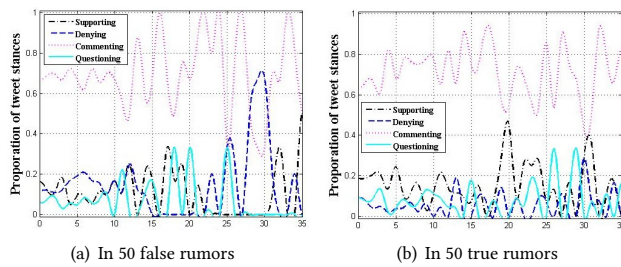 Proporation of tweet stances
1
0.8
0.6
0.4
0.2
0
Supporting
Denying
Commenting
Questioning
0 5 10 15 20 25 30 35
(a) In 50 false rumors
Proporation of tweet stances
1
0.8
0.6
0.4
0.2
0
Supporting
Denying
Commenting
Questioning
0 5 10 15 20 25 30 35
(b) In 50 true rumors